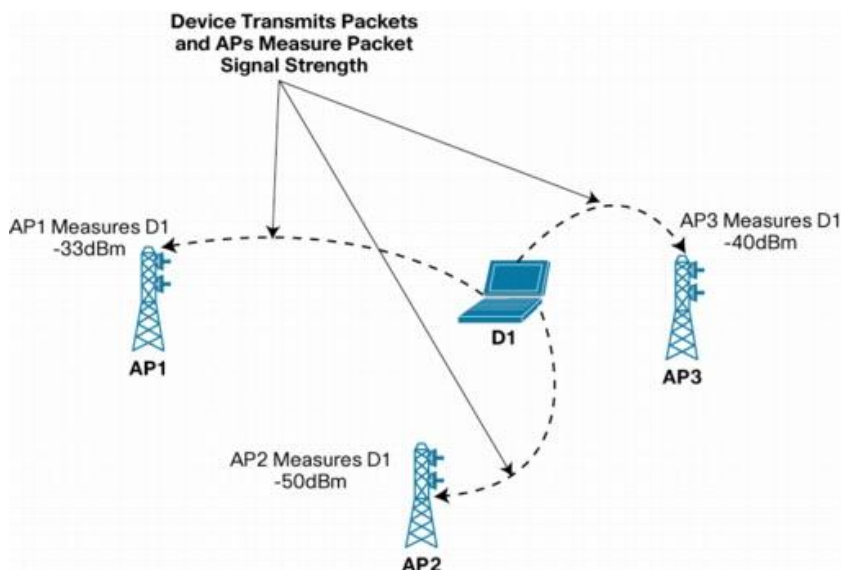 Device Transmits Packets
and APs Measure Packet
Signal Strength
AP1 Measures D1
-33dBm
AP3 Measures D1
-40dBm
D1
AP1
AP3
AP2 Measures D1
-50dBm
AP2